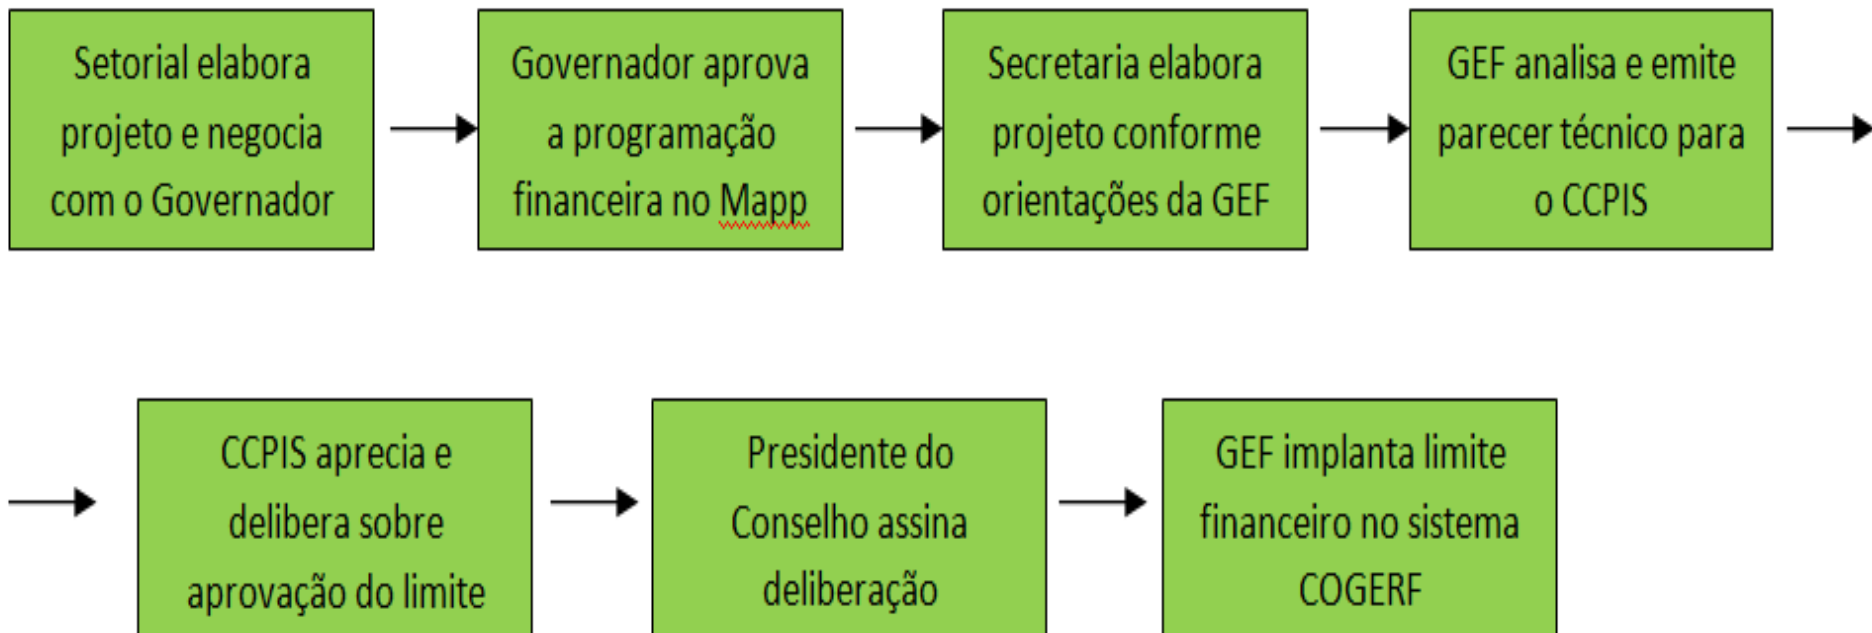 Setorial elabora
projeto e negocia
com o Governador
Governador aprova
a programação
financeira no Mapp
Secretaria elabora
projeto conforme
orientações da GEF
GEF analisa e emite
parecer técnico para
o CCPIS
CCPIS aprecia e
delibera sobre
aprovação do limite
Presidente do
Conselho assina
deliberação
GEF implanta limite
financeiro no sistema
COGERF